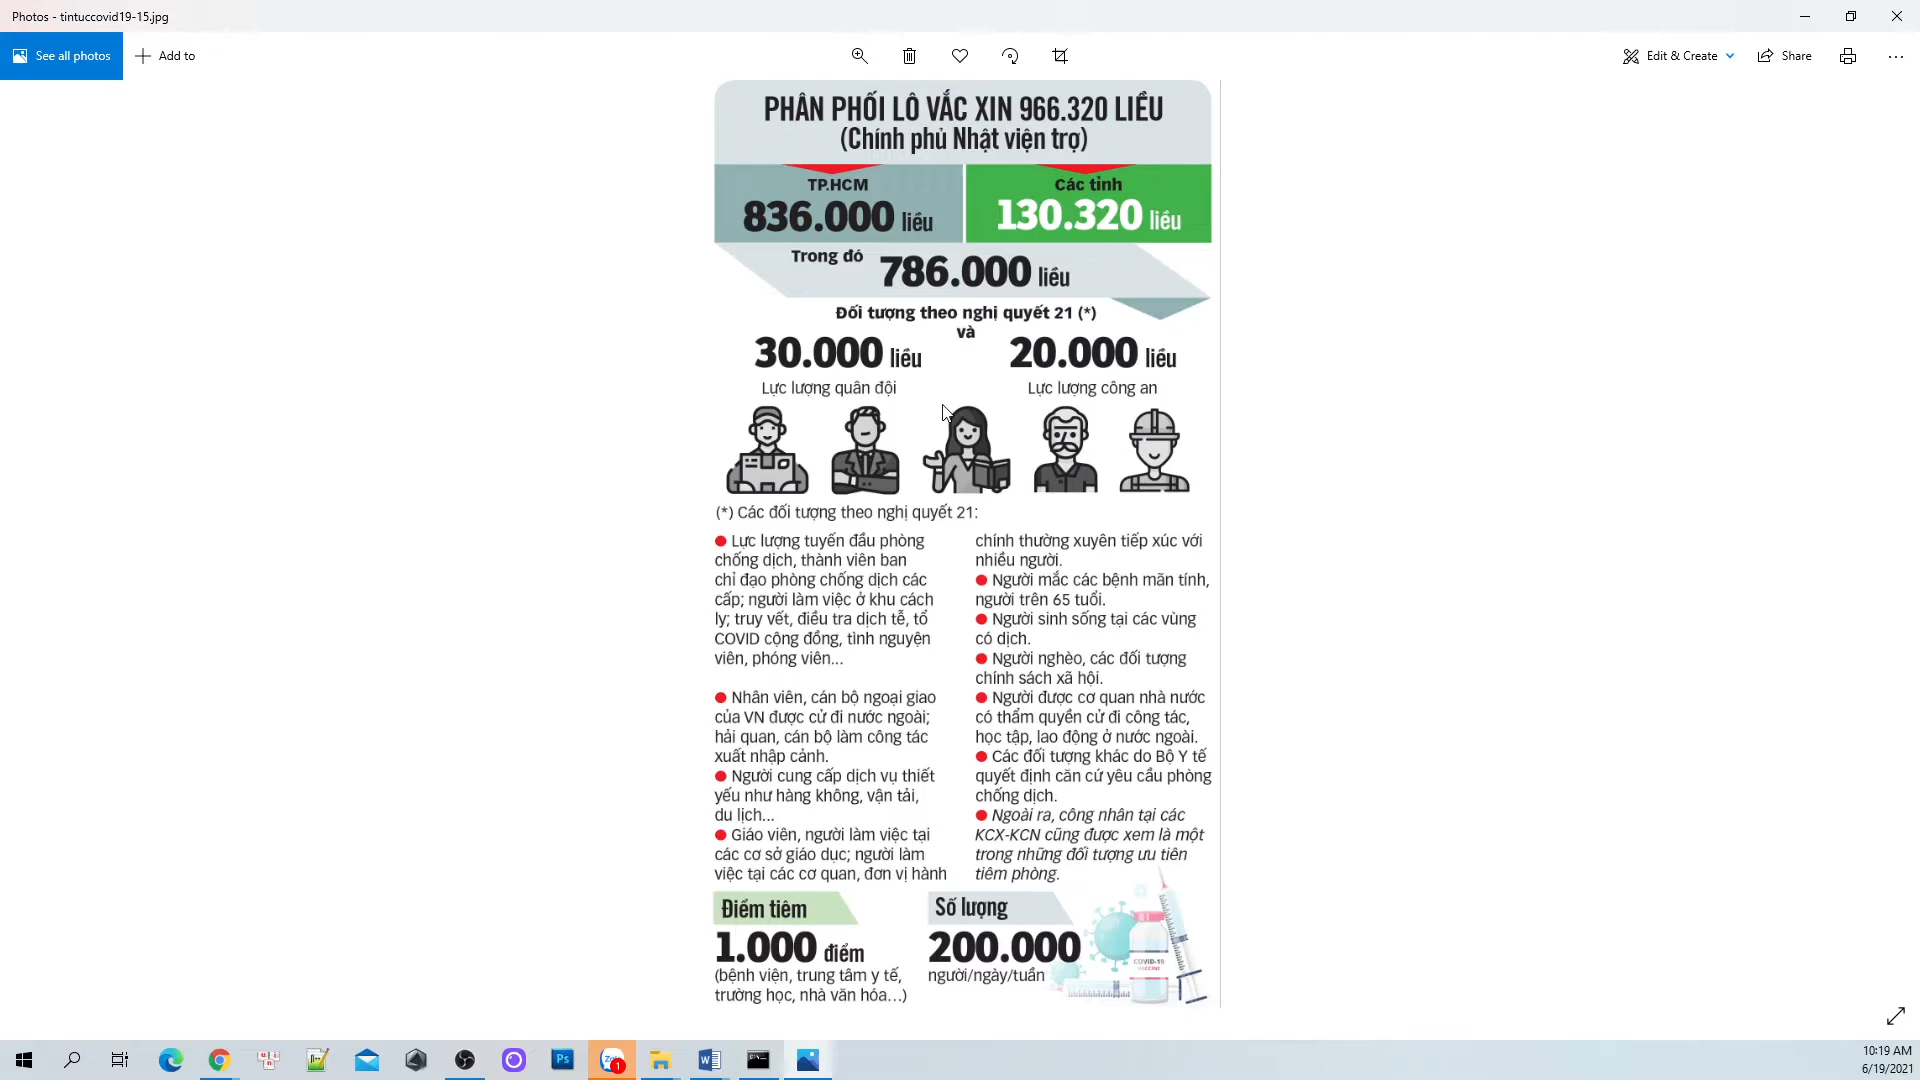 Photos - tintuccovid19-15.jpg
See all photos
Add to
Edit & Create
Share
PHÂN PHỐI LÔ VẮC XIN 966.320 LIỀU
(Chính phủ Nhật viện trợ)
TP.HCM
836.000 liều
Các tỉnh
130.320 liều
Trong đó 786.000 liều
Đối tượng theo nghị quyết 21 (*)
và
30.000 liều
Lực lượng quân đội
20.000 liều
Lực lượng công an
(*) Các đối tượng theo nghị quyết 21:
● Lực lượng tuyến đầu phòng
chống dịch, thành viên ban
chỉ đạo phòng chống dịch các
cấp; người làm việc ở khu cách
ly; truy vết, điều tra dịch tễ, tổ
COVID cộng đồng, tình nguyện
viên, phóng viên...
● Nhân viên, cán bộ ngoại giao
của VN được cử đi nước ngoài;
hải quan, cán bộ làm công tác
xuất nhập cảnh.
● Người cung cấp dịch vụ thiết
yếu như hàng không, vận tải,
du lịch...
● Giáo viên, người làm việc tại
các cơ sở giáo dục; người làm
việc tại các cơ quan, đơn vị hành
chính thường xuyên tiếp xúc với
nhiều người.
● Người mắc các bệnh mãn tính,
người trên 65 tuổi.
● Người sinh sống tại các vùng
có dịch.
● Người nghèo, các đối tượng
chính sách xã hội.
● Người được cơ quan nhà nước
có thẩm quyền cử đi công tác,
học tập, lao động ở nước ngoài.
● Các đối tượng khác do Bộ Y tế
quyết định căn cứ yêu cầu phòng
chống dịch.
● Ngoài ra, công nhân tại các
KCX-KCN cũng được xem là một
trong những đối tượng ưu tiên
tiêm phòng.
Điểm tiêm
1.000 điểm
(bệnh viện, trung tâm y tế,
trường học, nhà văn hóa...)
Số lượng
200.000
người/ngày/tuần
COVID-19
VACCINE
Ps
1
10:19 AM
6/19/2021